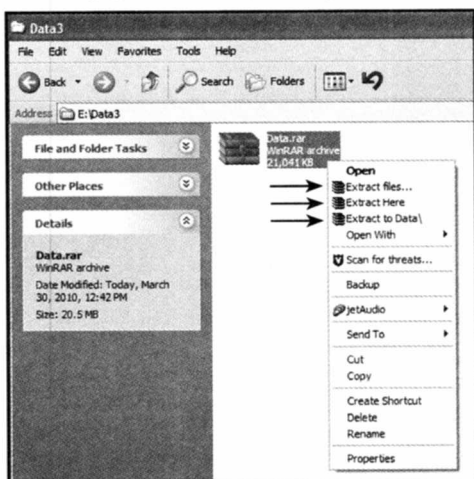 Data3
File Edit View Favorites Tools Help
Back Search Folders
Address E:\Data3
File and Folder Tasks
Other Places
Details
Data.rar
WinRAR archive
Date Modified: Today, March
30, 2010, 12:42 PM
Size: 20.5 MB
Data.rar
WinRAR archive
21,041 KB
Open
Extract files...
Extract Here
Extract to Data\
Open With
Scan for threats...
Backup
jetAudio
Send To
Cut
Copy
Create Shortcut
Delete
Rename
Properties